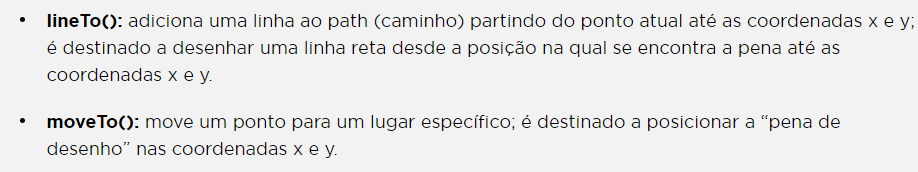 • lineTo(): adiciona uma linha ao path (caminho) partindo do ponto atual até as coordenadas x e y;
é destinado a desenhar uma linha reta desde a posição na qual se encontra a pena até as
coordenadas x e y.
• moveTo(): move um ponto para um lugar específico; é destinado a posicionar a “pena de
desenho” nas coordenadas x e y.